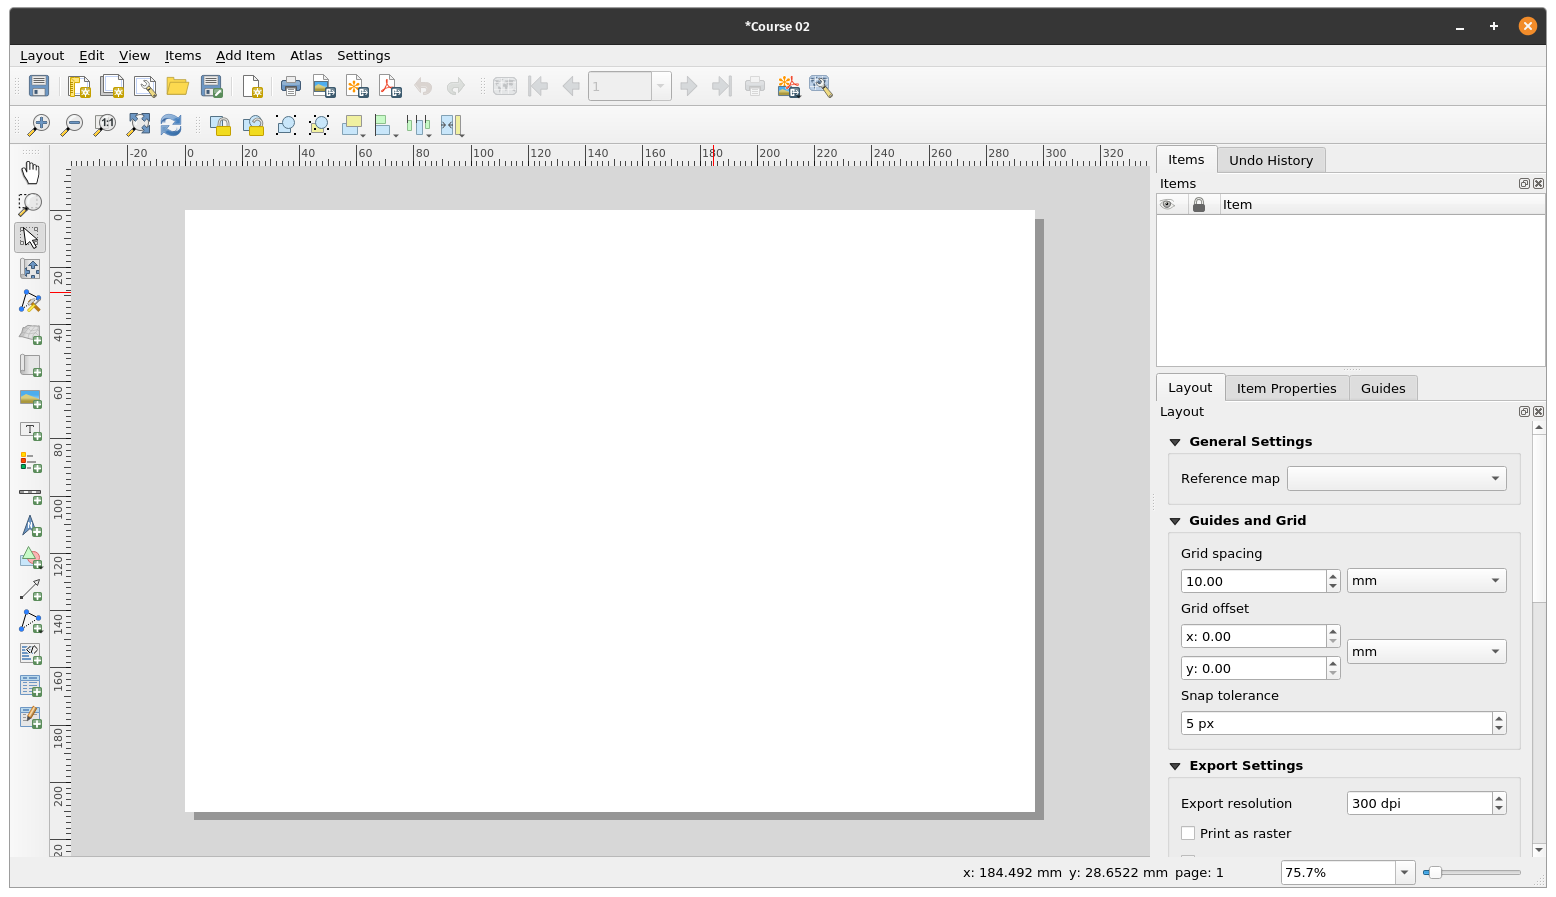 *Course 02
Layout Edit View Items Add Item Atlas Settings
1
1:1
-20 0 20 40 60 80 100 120 140 160 180 200 220 240 260 280 300 320
0
20
40
60
80
100
120
140
160
180
200
20
T
Items Undo History
Items
Item
Layout Item Properties Guides
Layout
General Settings
Reference map
Guides and Grid
Grid spacing
10.00 mm
Grid offset
x: 0.00
mm
y: 0.00
Snap tolerance
5 px
Export Settings
Export resolution 300 dpi
Print as raster
x: 184.492 mm y: 28.6522 mm page: 1 75.7%